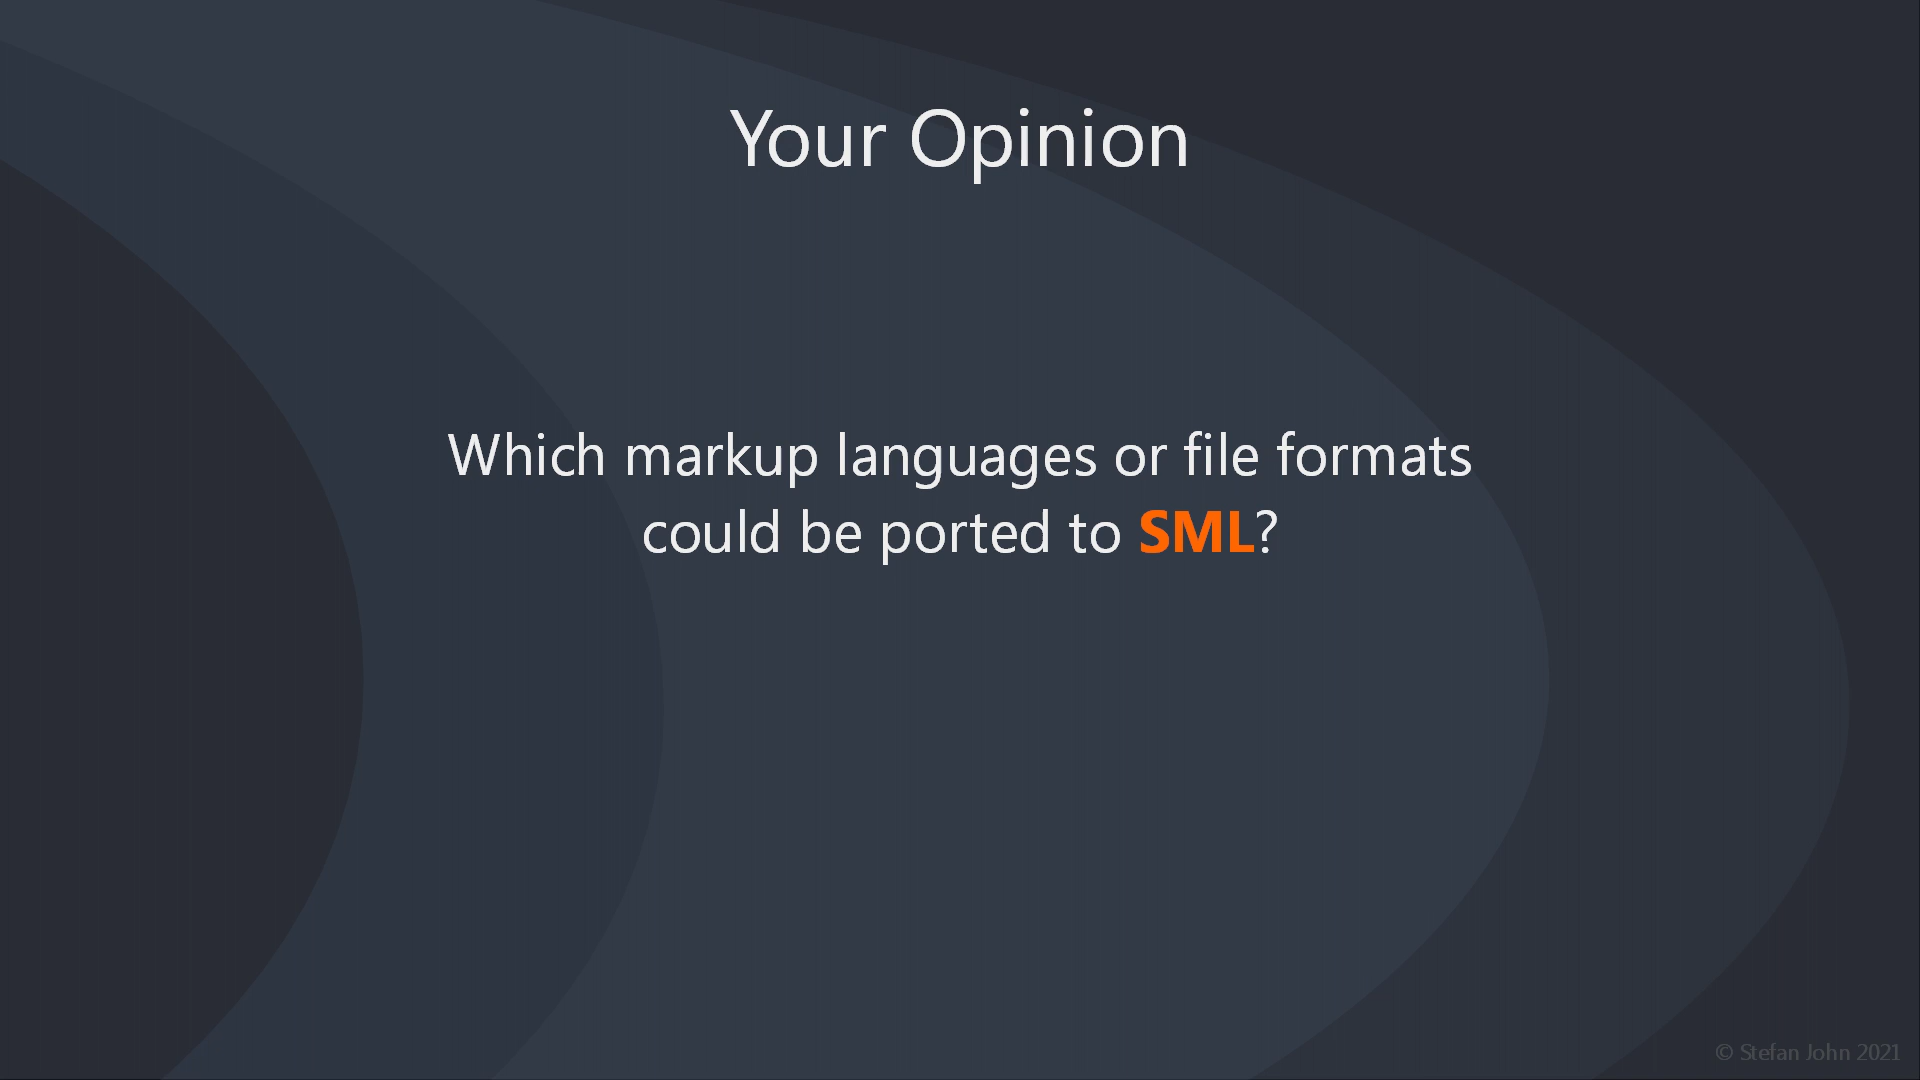 Your Opinion
Which markup languages or file formats
could be ported to SML?
© Stefan John 2021